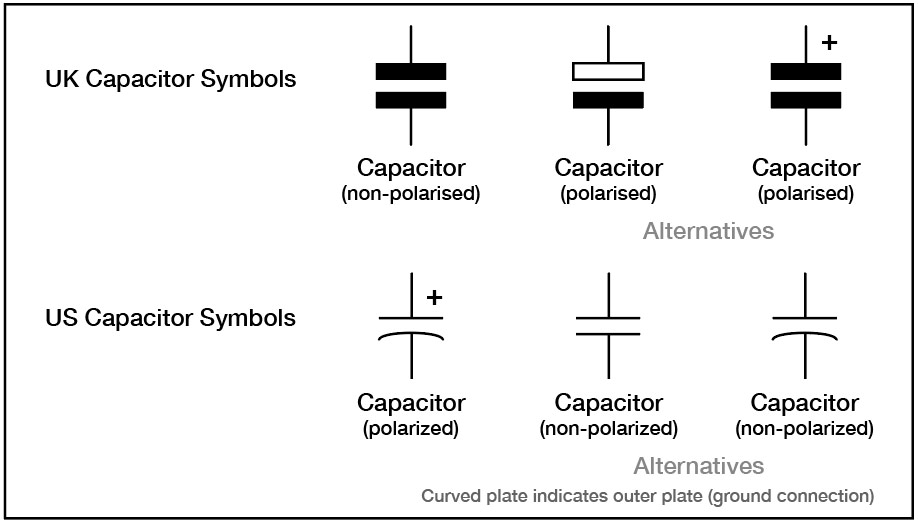 UK Capacitor Symbols
+
Capacitor
(non-polarised)
Capacitor
(polarised)
Capacitor
(polarised)
Alternatives
US Capacitor Symbols
+
Capacitor
(polarized)
Capacitor
(non-polarized)
Capacitor
(non-polarized)
Alternatives
Curved plate indicates outer plate (ground connection)